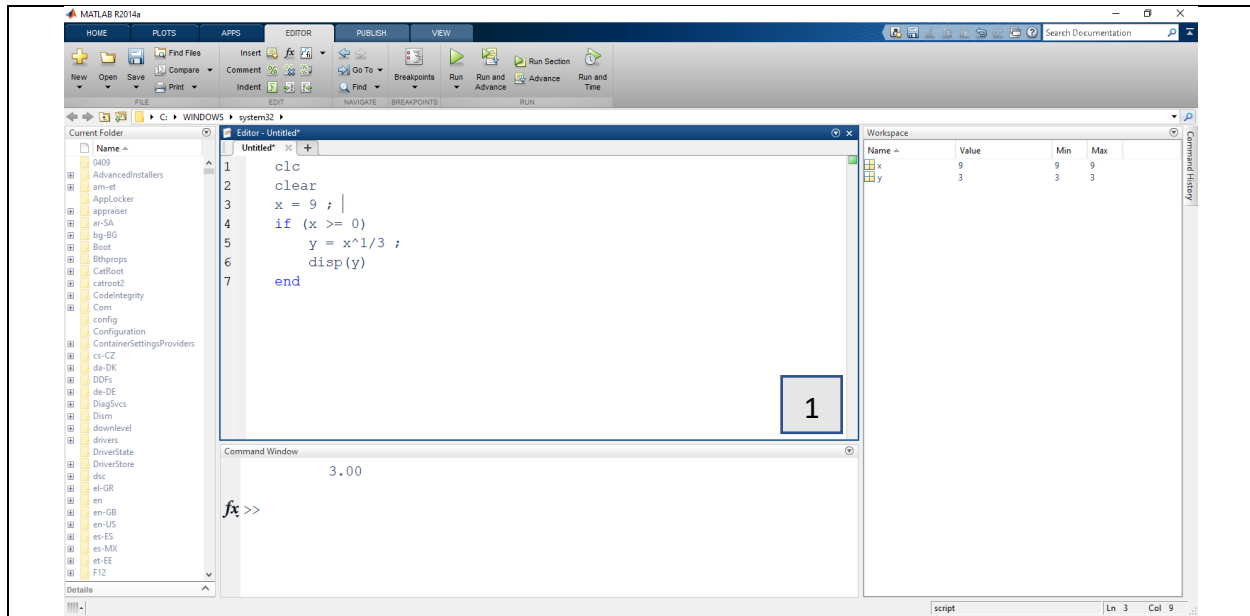 MATLAB R2014a
HOME PLOTS APPS EDITOR PUBLISH VIEW
Search Documentation
New Open Save Find Files Compare Print
Insert fx
Comment
Indent
Go To
Find
Breakpoints
Run
Run and Advance
Run Section
Advance
Run and Time
FILE EDIT NAVIGATE BREAKPOINTS RUN
C: WINDOWS system32
Current Folder
Name
0409
AdvancedInstallers
am-et
AppLocker
appraiser
ar-SA
bg-BG
Boot
Bthprops
CatRoot
catroot2
CodeIntegrity
Com
config
Configuration
ContainerSettingsProviders
cs-CZ
da-DK
DDFs
de-DE
DiagSvcs
Dism
downlevel
drivers
DriverState
DriverStore
dsc
el-GR
en
en-GB
en-US
es-ES
es-MX
et-EE
F12
Details
Editor - Untitled*
Untitled* × +
1 clc
2 clear
3 x = 9 ;
4 if (x >= 0)
5 y = x^1/3 ;
6 disp(y)
7 end
1
Command Window
3.00
fx >>
Workspace
Name Value Min Max
x 9 9 9
y 3 3 3
Command History
script Ln 3 Col 9